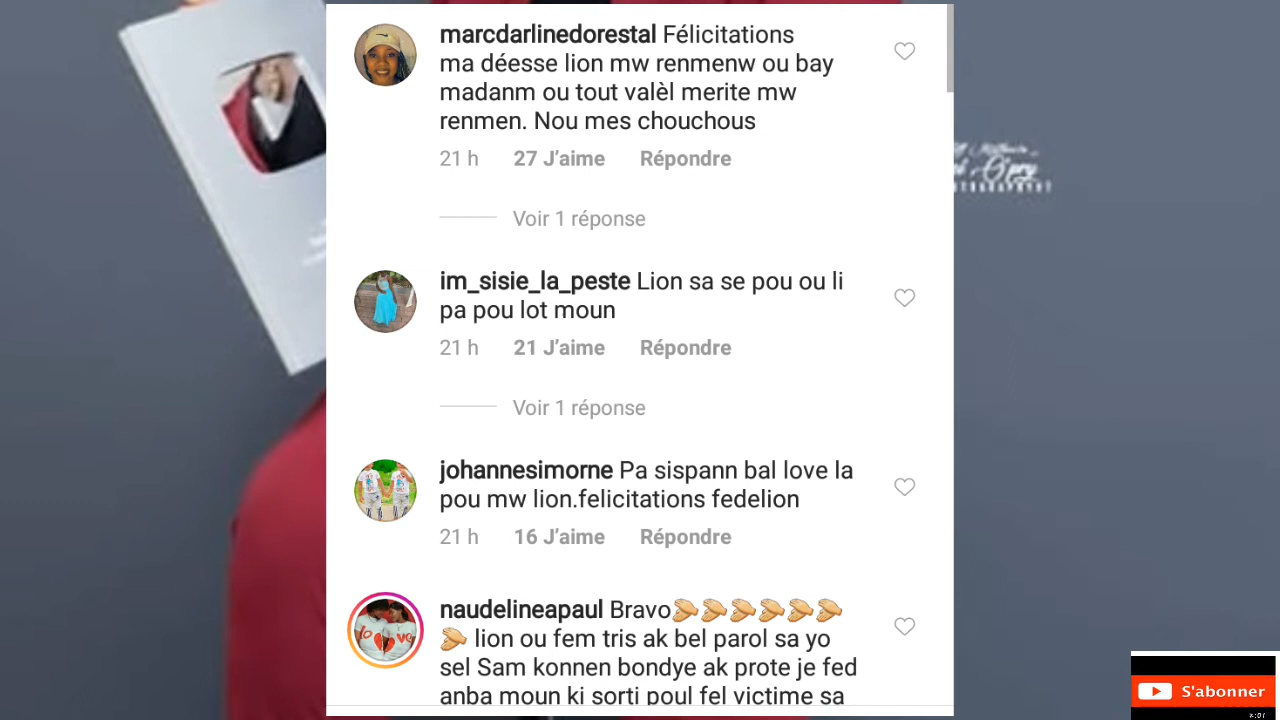 marcdarlinedorestal Félicitations
ma déesse lion mw renmenw ou bay
madanm ou tout valèl merite mw
renmen. Nou mes chouchous
21 h 27 J’aime Répondre
Voir 1 réponse
im_sisie_la_peste Lion sa se pou ou li
pa pou lot moun
21 h 21 J’aime Répondre
Voir 1 réponse
johannesimorne Pa sispann bal love la
pou mw lion.felicitations fedelion
21 h 16 J’aime Répondre
naudelineapaul Bravo👏🏼👏🏼👏🏼👏🏼👏🏼👏🏼
👏🏼 lion ou fem tris ak bel parol sa yo
sel Sam konnen bondye ak prote je fed
anba moun ki sorti poul fel victime sa
S'abonner